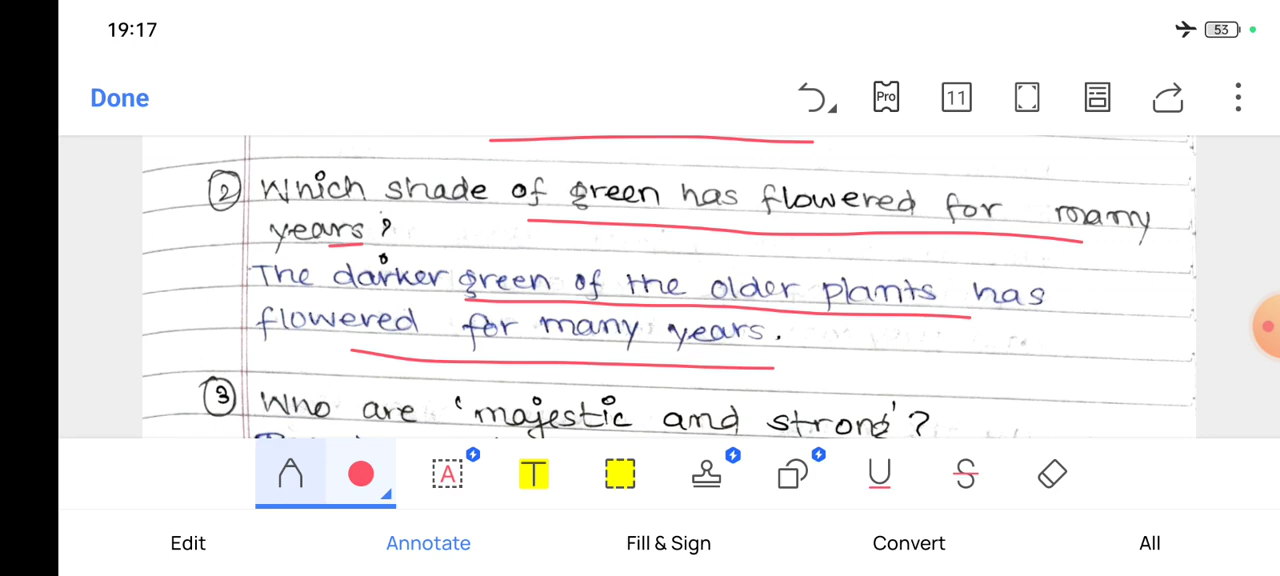 19:17
53
Done
Pro
11
② Which shade of green has flowered for many
years?
The darker green of the older plants has
flowered for many years.
③ Who are 'majestic and strong'?
A
T
U
S
Edit
Annotate
Fill & Sign
Convert
All